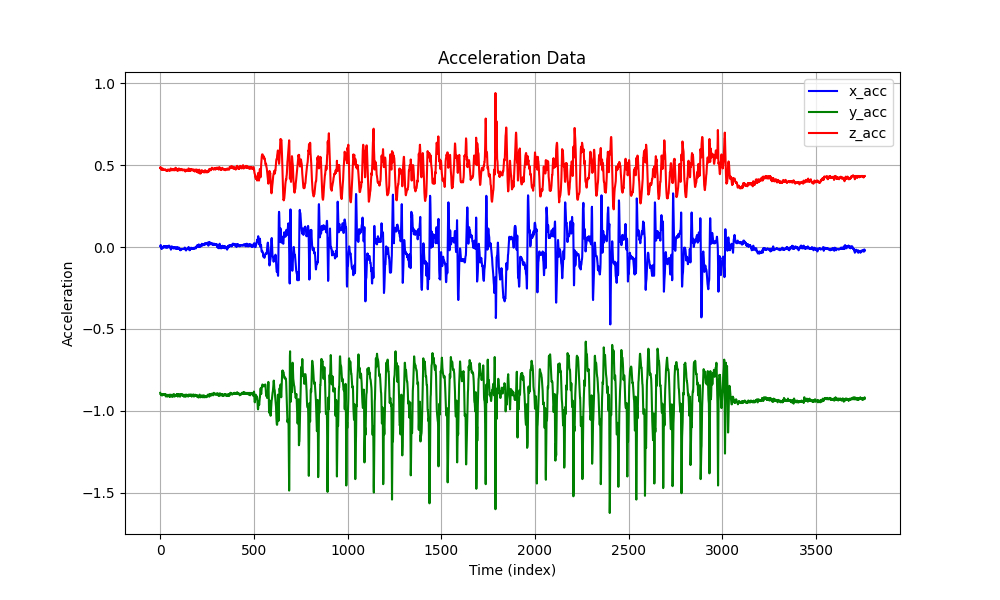 Acceleration Data
x_acc
y_acc
z_acc
1.0
0.5
0.0
−0.5
−1.0
−1.5
Acceleration
0 500 1000 1500 2000 2500 3000 3500
Time (index)